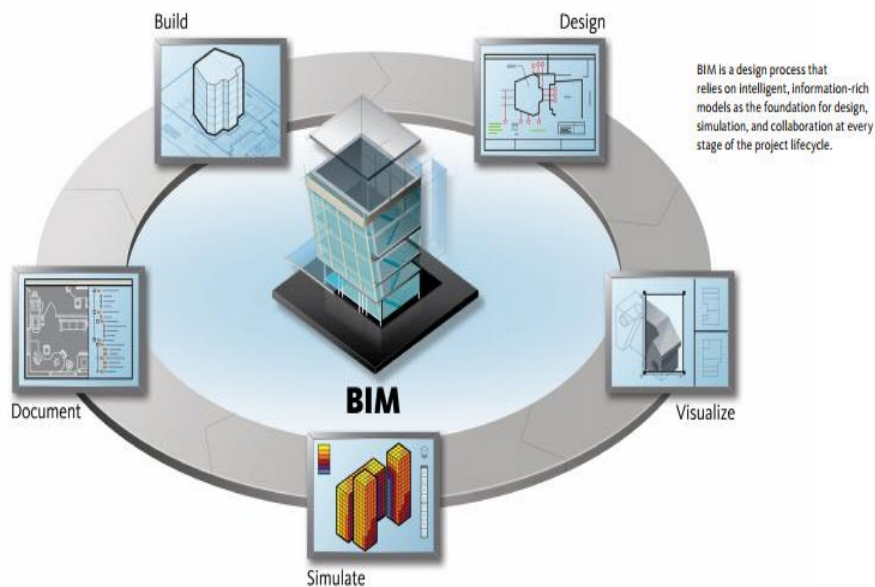 Build
Design
BIM is a design process that
relies on intelligent, information-rich
models as the foundation for design,
simulation, and collaboration at every
stage of the project lifecycle.
Document
BIM
Visualize
Simulate